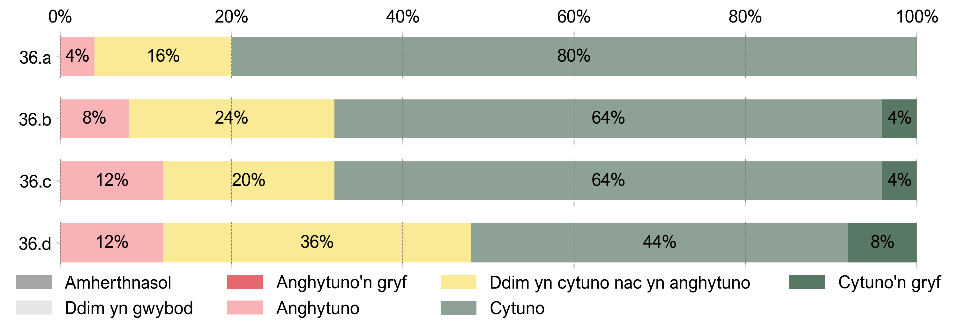 0% 20% 40% 60% 80% 100%
36.a 4% 16% 80%
36.b 8% 24% 64% 4%
36.c 12% 20% 64% 4%
36.d 12% 36% 44% 8%
Amherthnasol Anghytuno'n gryf Ddim yn cytuno nac yn anghytuno Cytuno'n gryf
Ddim yn gwybod Anghytuno Cytuno